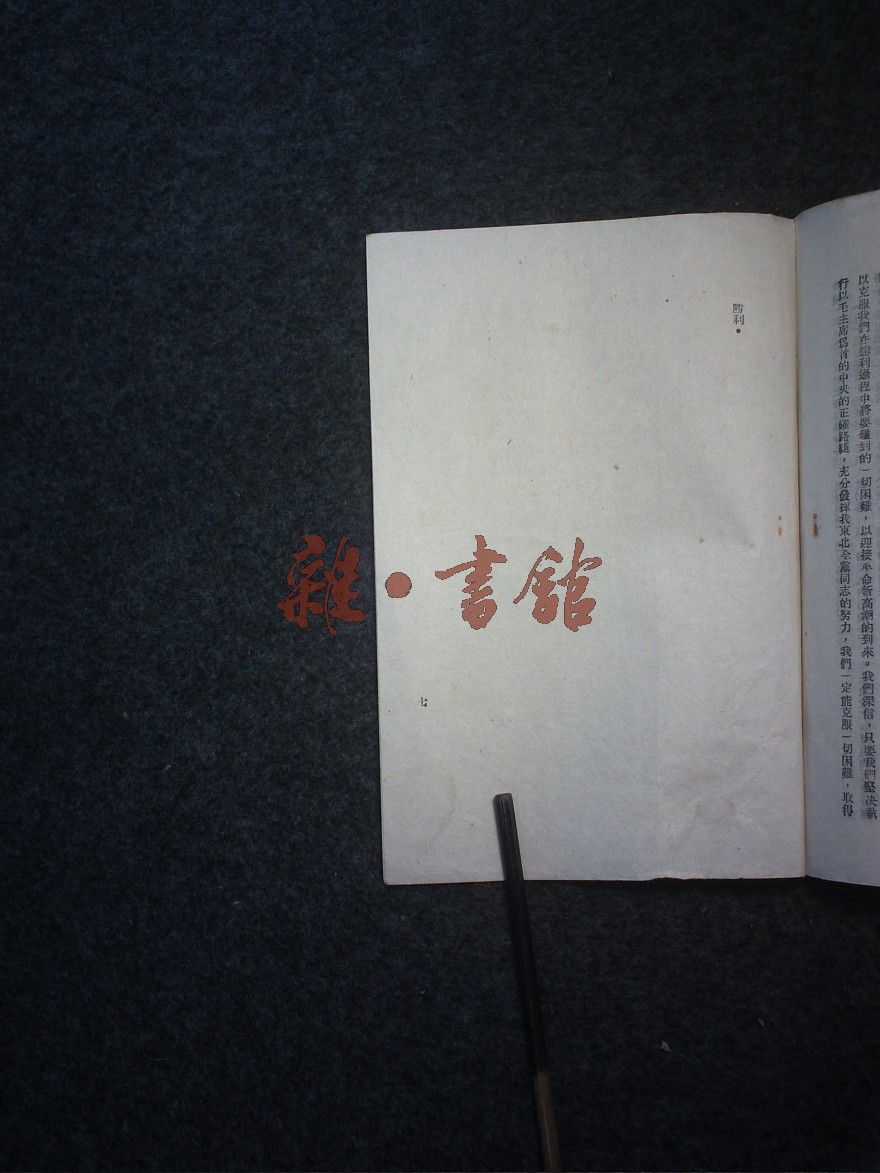 以克服我們在勝利過程中將要碰到的一切困難，以迎接革命新高潮的到來。我們深信，只要我們堅决執
行以毛主席爲首的中央的正確路綫，充分發揮我東北全黨同志的努力，我們一定能克服一切困難，取得
勝利。
七
雜·書館